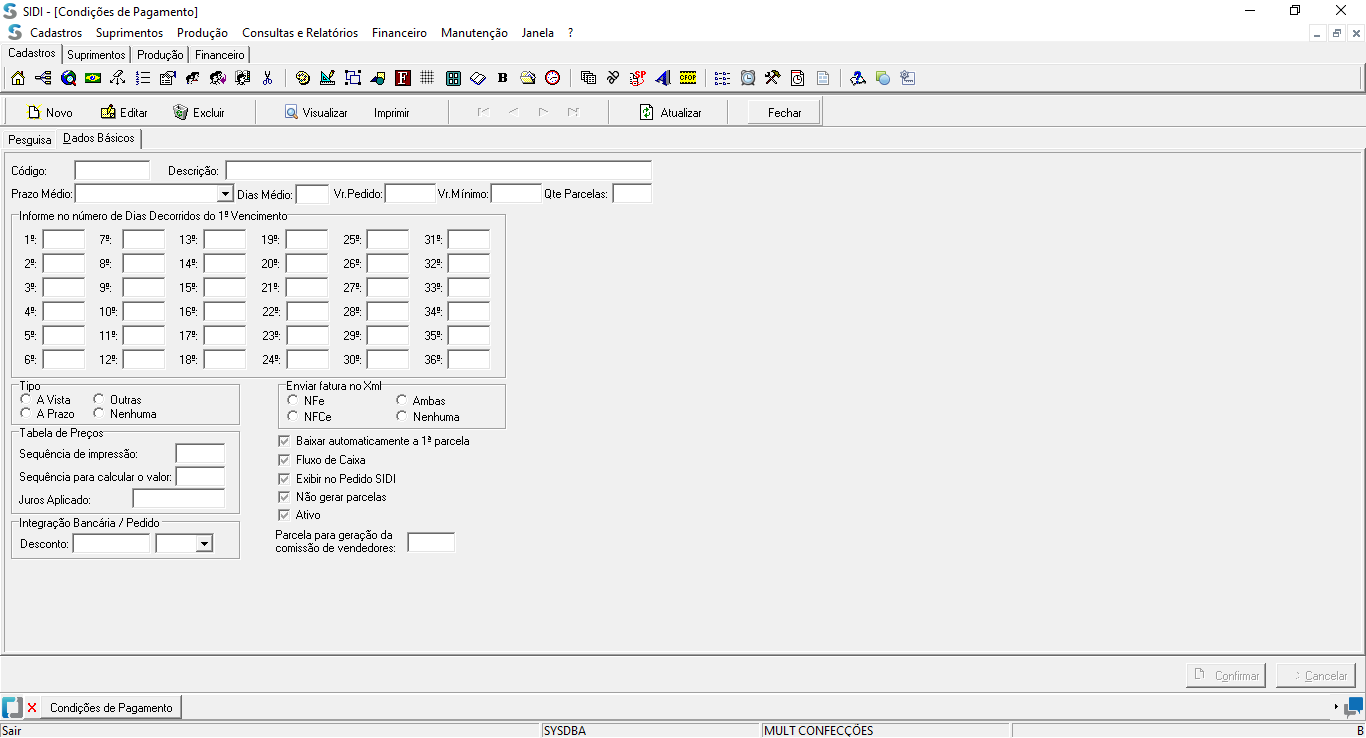 SIDI - [Condições de Pagamento]
Cadastros Suprimentos Produção Consultas e Relatórios Financeiro Manutenção Janela ?
Cadastros Suprimentos Produção Financeiro
F B SP CFOP
Novo Editar Excluir Visualizar Imprimir Atualizar Fechar
Pesquisa Dados Básicos
Código: Descrição:
Prazo Médio: Dias Médio: Vr.Pedido: Vr.Mínimo: Qte Parcelas:
Informe no número de Dias Decorridos do 1º Vencimento
1º: 7º: 13º: 19º: 25º: 31º:
2º: 8º: 14º: 20º: 26º: 32º:
3º: 9º: 15º: 21º: 27º: 33º:
4º: 10º: 16º: 22º: 28º: 34º:
5º: 11º: 17º: 23º: 29º: 35º:
6º: 12º: 18º: 24º: 30º: 36º:
Tipo
A Vista Outras
A Prazo Nenhuma
Enviar fatura no Xml
NFe Ambas
NFCe Nenhuma
Tabela de Preços
Sequência de impressão:
Sequência para calcular o valor:
Juros Aplicado:
Baixar automaticamente a 1ª parcela
Fluxo de Caixa
Exibir no Pedido SIDI
Não gerar parcelas
Ativo
Integração Bancária / Pedido
Desconto:
Parcela para geração da
comissão de vendedores:
Confirmar Cancelar
Condições de Pagamento
Sair SYSDBA MULT CONFECÇÕES B